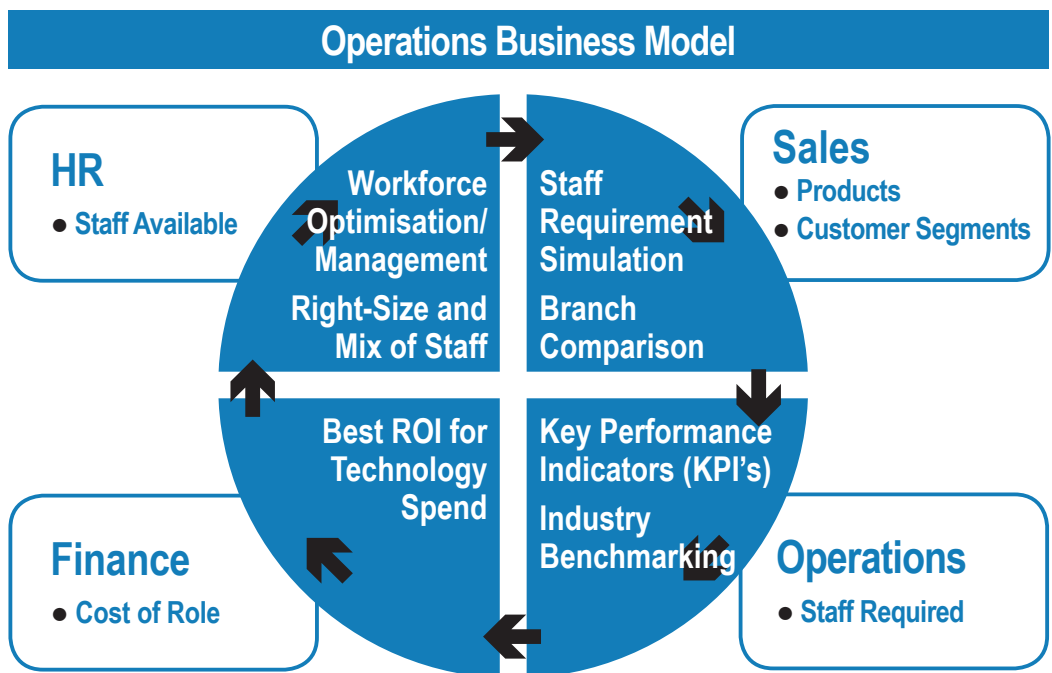 Operations Business Model
HR
● Staff Available
Workforce
Optimisation/
Management
Right-Size and
Mix of Staff
Staff
Requirement
Simulation
Branch
Comparison
Sales
● Products
● Customer Segments
Finance
● Cost of Role
Best ROI for
Technology
Spend
Key Performance
Indicators (KPI’s)
Industry
Benchmarking
Operations
● Staff Required